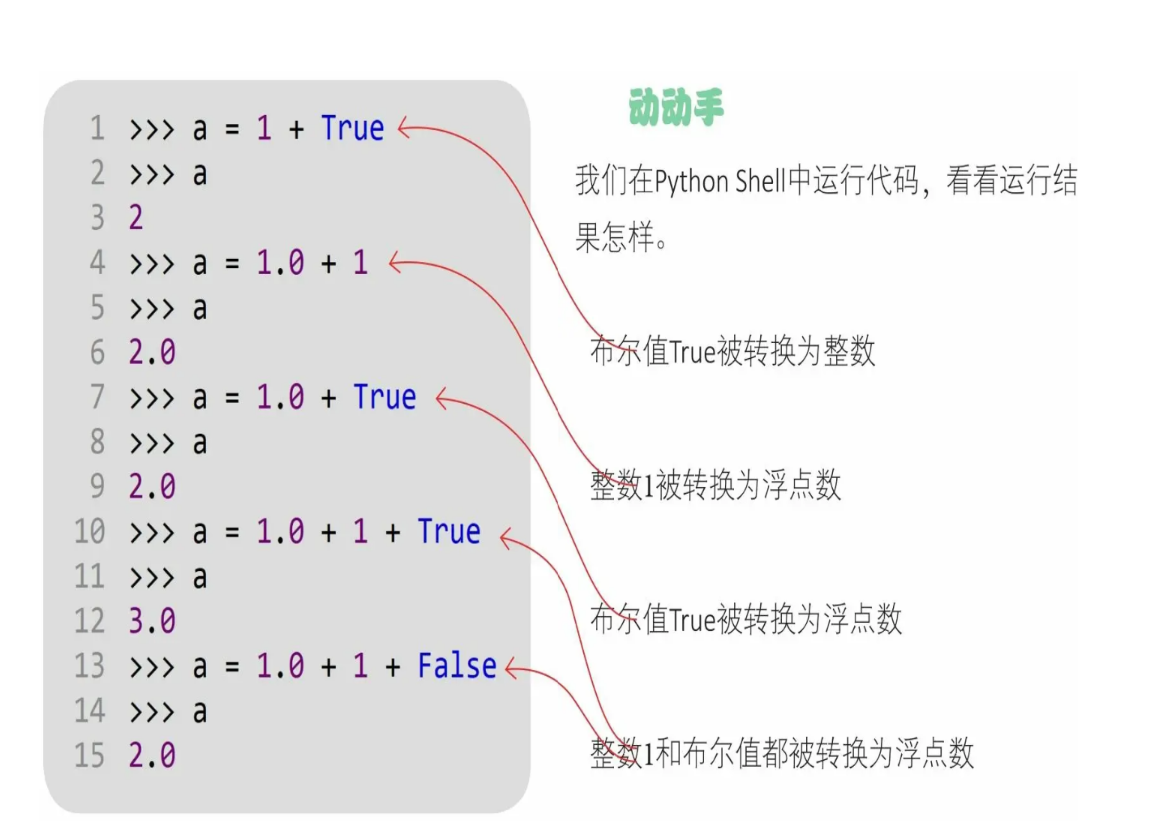 动动手
我们在Python Shell中运行代码，看看运行结
果怎样。
1 >>> a = 1 + True
2 >>> a
3 2
4 >>> a = 1.0 + 1
5 >>> a
6 2.0
7 >>> a = 1.0 + True
8 >>> a
9 2.0
10 >>> a = 1.0 + 1 + True
11 >>> a
12 3.0
13 >>> a = 1.0 + 1 + False
14 >>> a
15 2.0
布尔值True被转换为整数
整数1被转换为浮点数
布尔值True被转换为浮点数
整数1和布尔值都被转换为浮点数